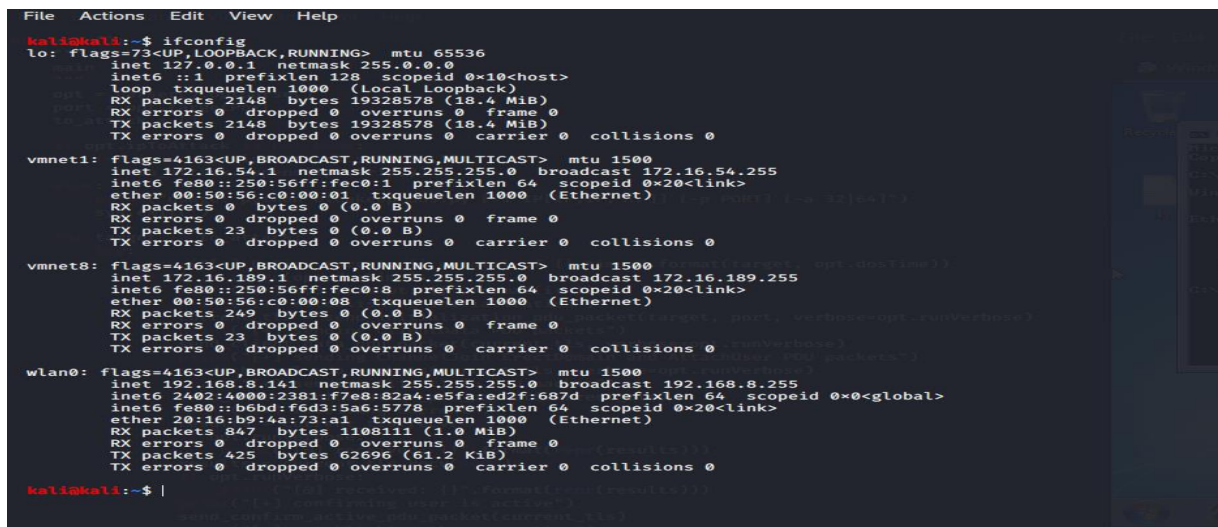 File Actions Edit View Help
kali@kali:~$ ifconfig
lo: flags=73<UP,LOOPBACK,RUNNING> mtu 65536
inet 127.0.0.1 netmask 255.0.0.0
inet6 ::1 prefixlen 128 scopeid 0×10<host>
loop txqueuelen 1000 (Local Loopback)
RX packets 2148 bytes 19328578 (18.4 MiB)
RX errors 0 dropped 0 overruns 0 frame 0
TX packets 2148 bytes 19328578 (18.4 MiB)
TX errors 0 dropped 0 overruns 0 carrier 0 collisions 0
vmnet1: flags=4163<UP,BROADCAST,RUNNING,MULTICAST> mtu 1500
inet 172.16.54.1 netmask 255.255.255.0 broadcast 172.16.54.255
inet6 fe80::250:56ff:fec0:1 prefixlen 64 scopeid 0×20<link>
ether 00:50:56:c0:00:01 txqueuelen 1000 (Ethernet)
RX packets 0 bytes 0 (0.0 B)
RX errors 0 dropped 0 overruns 0 frame 0
TX packets 23 bytes 0 (0.0 B)
TX errors 0 dropped 0 overruns 0 carrier 0 collisions 0
vmnet8: flags=4163<UP,BROADCAST,RUNNING,MULTICAST> mtu 1500
inet 172.16.189.1 netmask 255.255.255.0 broadcast 172.16.189.255
inet6 fe80::250:56ff:fec0:8 prefixlen 64 scopeid 0×20<link>
ether 00:50:56:c0:00:08 txqueuelen 1000 (Ethernet)
RX packets 249 bytes 0 (0.0 B)
RX errors 0 dropped 0 overruns 0 frame 0
TX packets 23 bytes 0 (0.0 B)
TX errors 0 dropped 0 overruns 0 carrier 0 collisions 0
wlan0: flags=4163<UP,BROADCAST,RUNNING,MULTICAST> mtu 1500
inet 192.168.8.141 netmask 255.255.255.0 broadcast 192.168.8.255
inet6 2402:4000:2381:f7e8:82a4:e5fa:ed2f:687d prefixlen 64 scopeid 0×0<global>
inet6 fe80::b6bd:f6d3:5a6:5778 prefixlen 64 scopeid 0×20<link>
ether 20:16:b9:4a:73:a1 txqueuelen 1000 (Ethernet)
RX packets 847 bytes 1108111 (1.0 MiB)
RX errors 0 dropped 0 overruns 0 frame 0
TX packets 425 bytes 62696 (61.2 KiB)
TX errors 0 dropped 0 overruns 0 carrier 0 collisions 0
kali@kali:~$